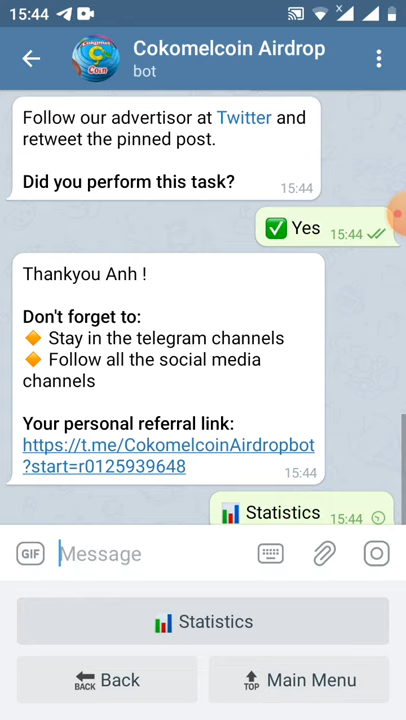 15:44
Cokomelcoin Airdrop
bot
Follow our advertisor at Twitter and
retweet the pinned post.
Did you perform this task?
15:44
✅ Yes 15:44
Thankyou Anh !
Don't forget to:
🔸 Stay in the telegram channels
🔸 Follow all the social media
channels
Your personal referral link:
https://t.me/CokomelcoinAirdropbot
?start=r0125939648
15:44
📊 Statistics 15:44
GIF Message
📊 Statistics
🔙 Back
🔝 Main Menu